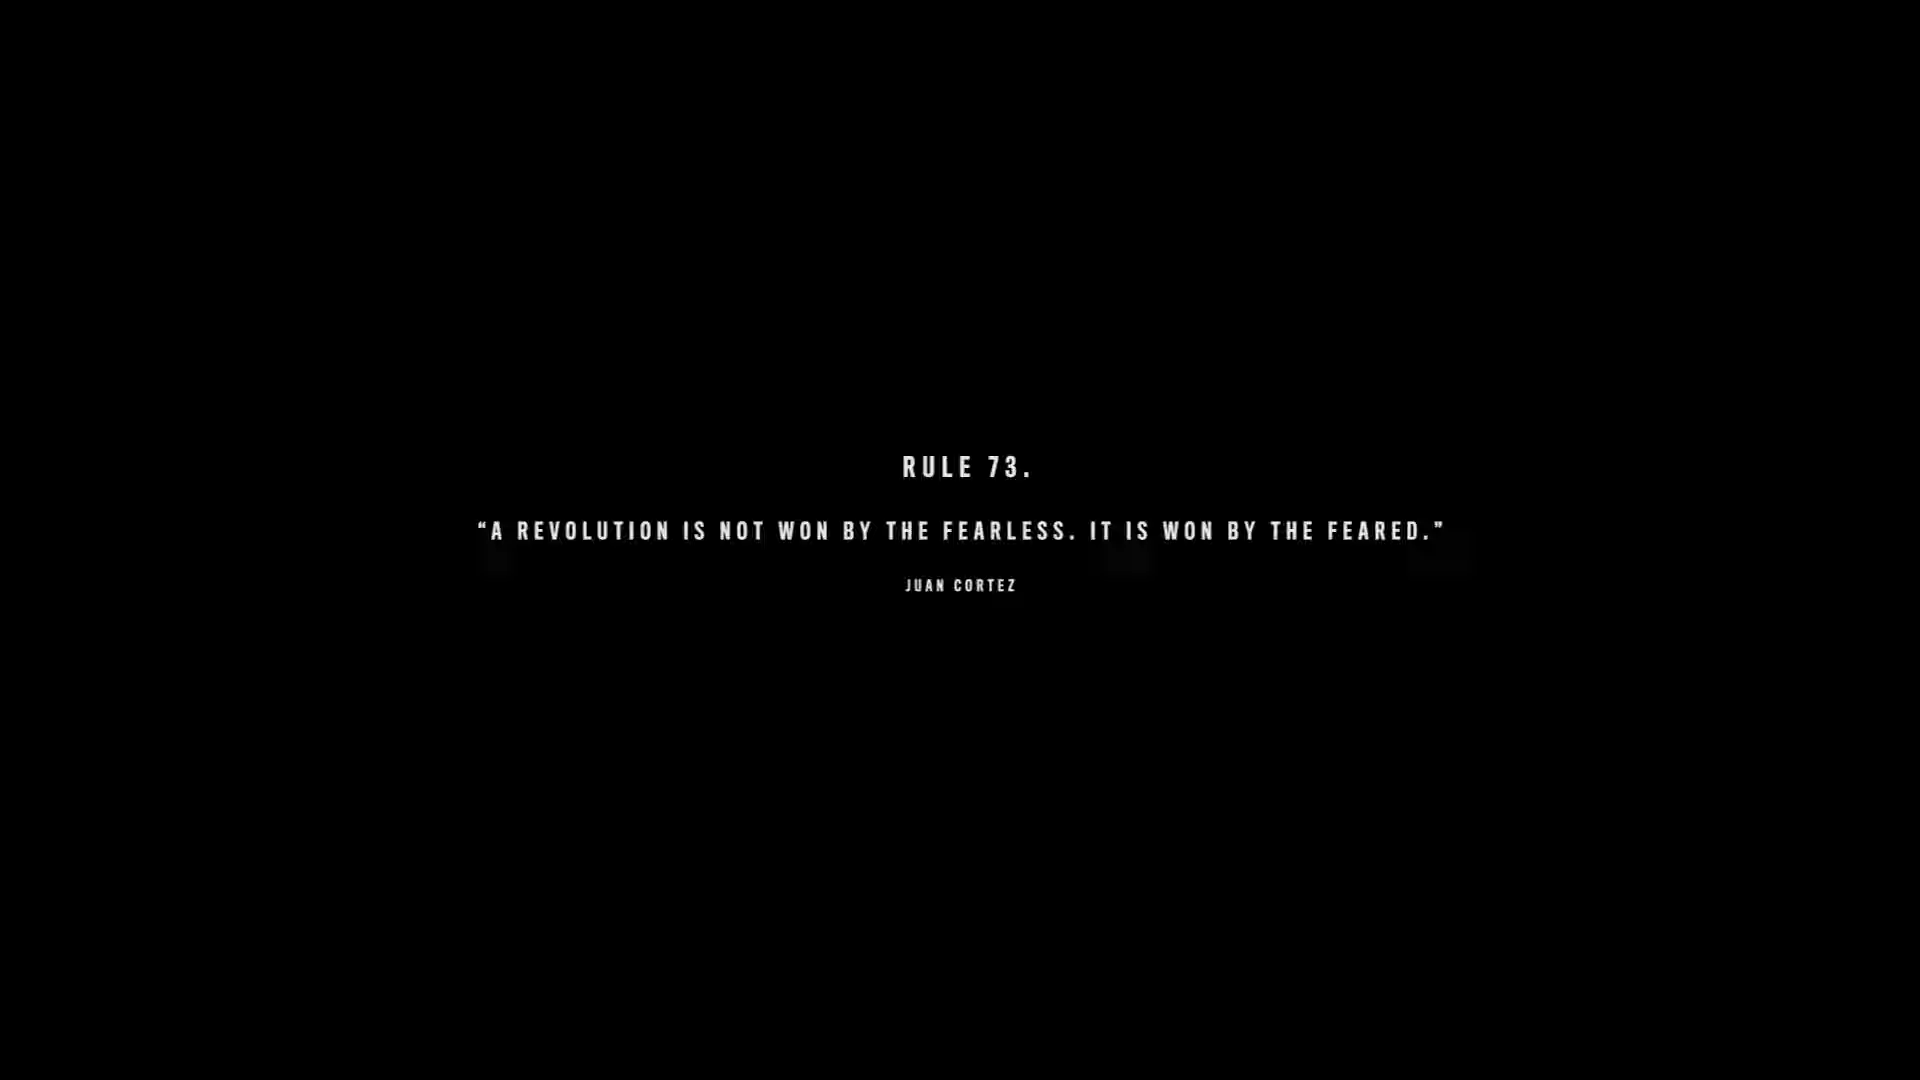 RULE 73.
“A REVOLUTION IS NOT WON BY THE FEARLESS. IT IS WON BY THE FEARED.”
JUAN CORTEZ